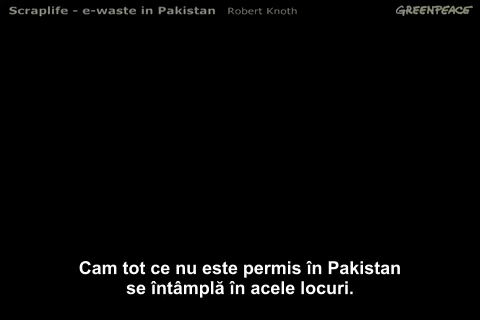 Scraplife - e-waste in Pakistan Robert Knoth GREENPEACE
Cam tot ce nu este permis în Pakistan
se întâmplă în acele locuri.